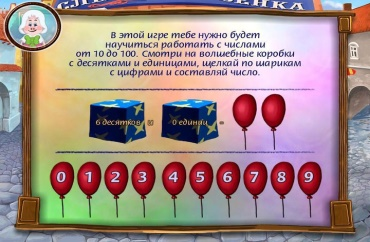 В этой игре тебе нужно будет
научиться работать с числами
от 10 до 100. Смотри на волшебные коробки
с десятками и единицами, щелкай по шарикам
с цифрами и составляй число.
6 десятков и 0 единиц =
0 1 2 3 4 5 6 7 8 9